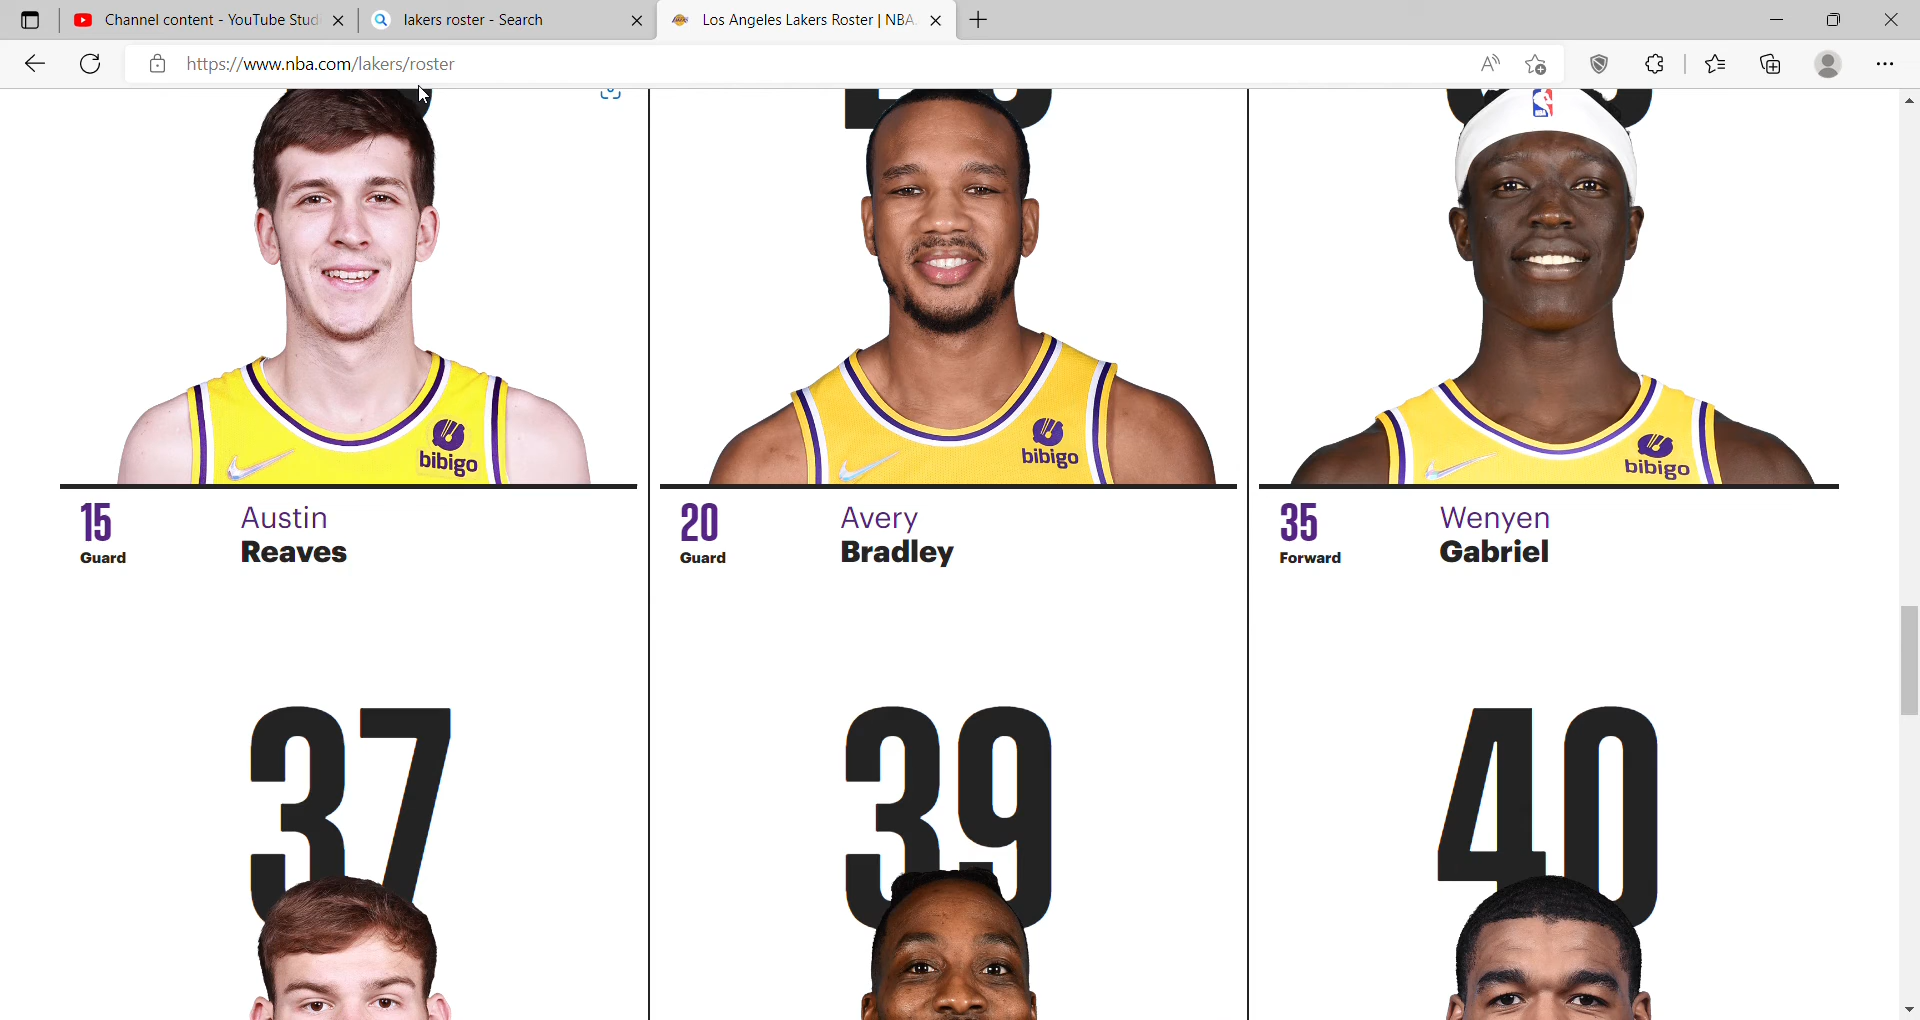 Channel content - YouTube Stud
lakers roster - Search
Los Angeles Lakers Roster | NBA.
https://www.nba.com/lakers/roster
bibigo
bibigo
bibigo
15
Guard
Austin
Reaves
20
Guard
Avery
Bradley
35
Forward
Wenyen
Gabriel
37
39
40